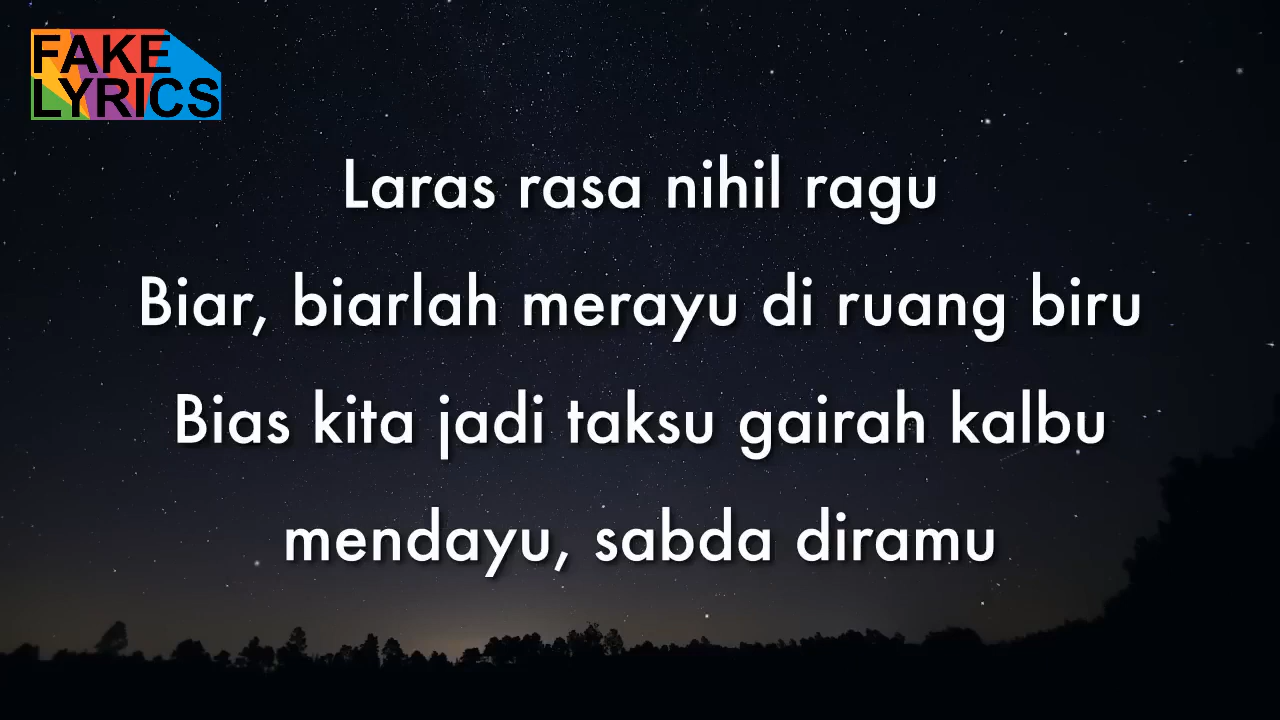 FAKE
LYRICS
Laras rasa nihil ragu
Biar, biarlah merayu di ruang biru
Bias kita jadi taksu gairah kalbu
mendayu, sabda diramu